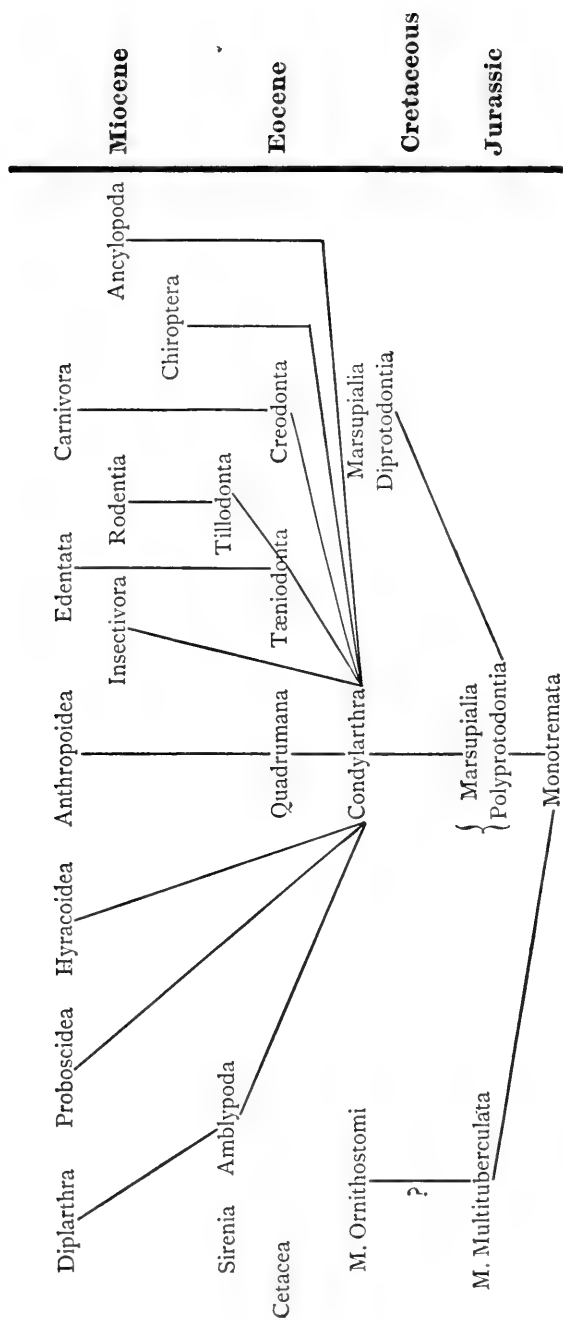 Miocene
Eocene
Cretaceous
Jurassic
Diplarthra
Proboscidea
Hyracoidea
Anthropoidea
Edentata
Carnivora
Insectivora
Rodentia
Ancylopoda
Chiroptera
Sirenia
Amblypoda
Tillodonta
Cetacea
Quadrumana
Tæniodonta
Creodonta
M. Ornithostomi
Condylarthra
Marsupialia
Diprotodontia
?
M. Multituberculata
{ Marsupialia
{ Polyprotodontia
Monotremata